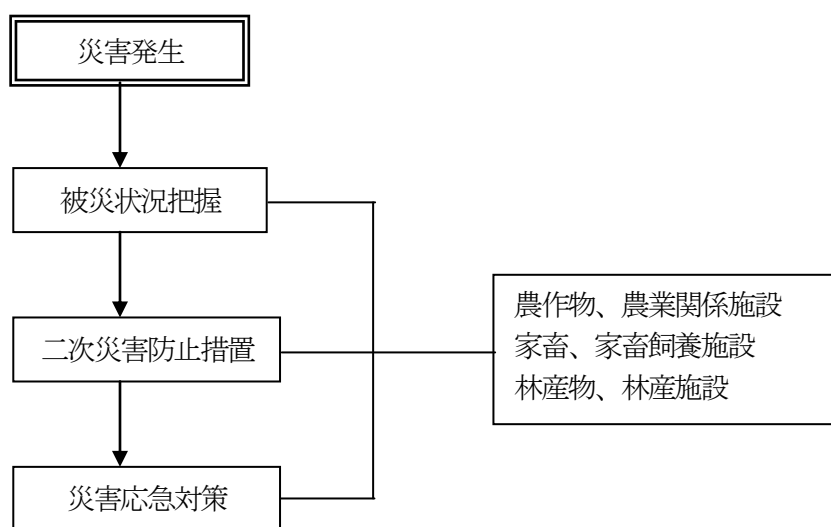 災害発生
被災状況把握
二次災害防止措置
農作物、農業関係施設
家畜、家畜飼養施設
林産物、林産施設
災害応急対策